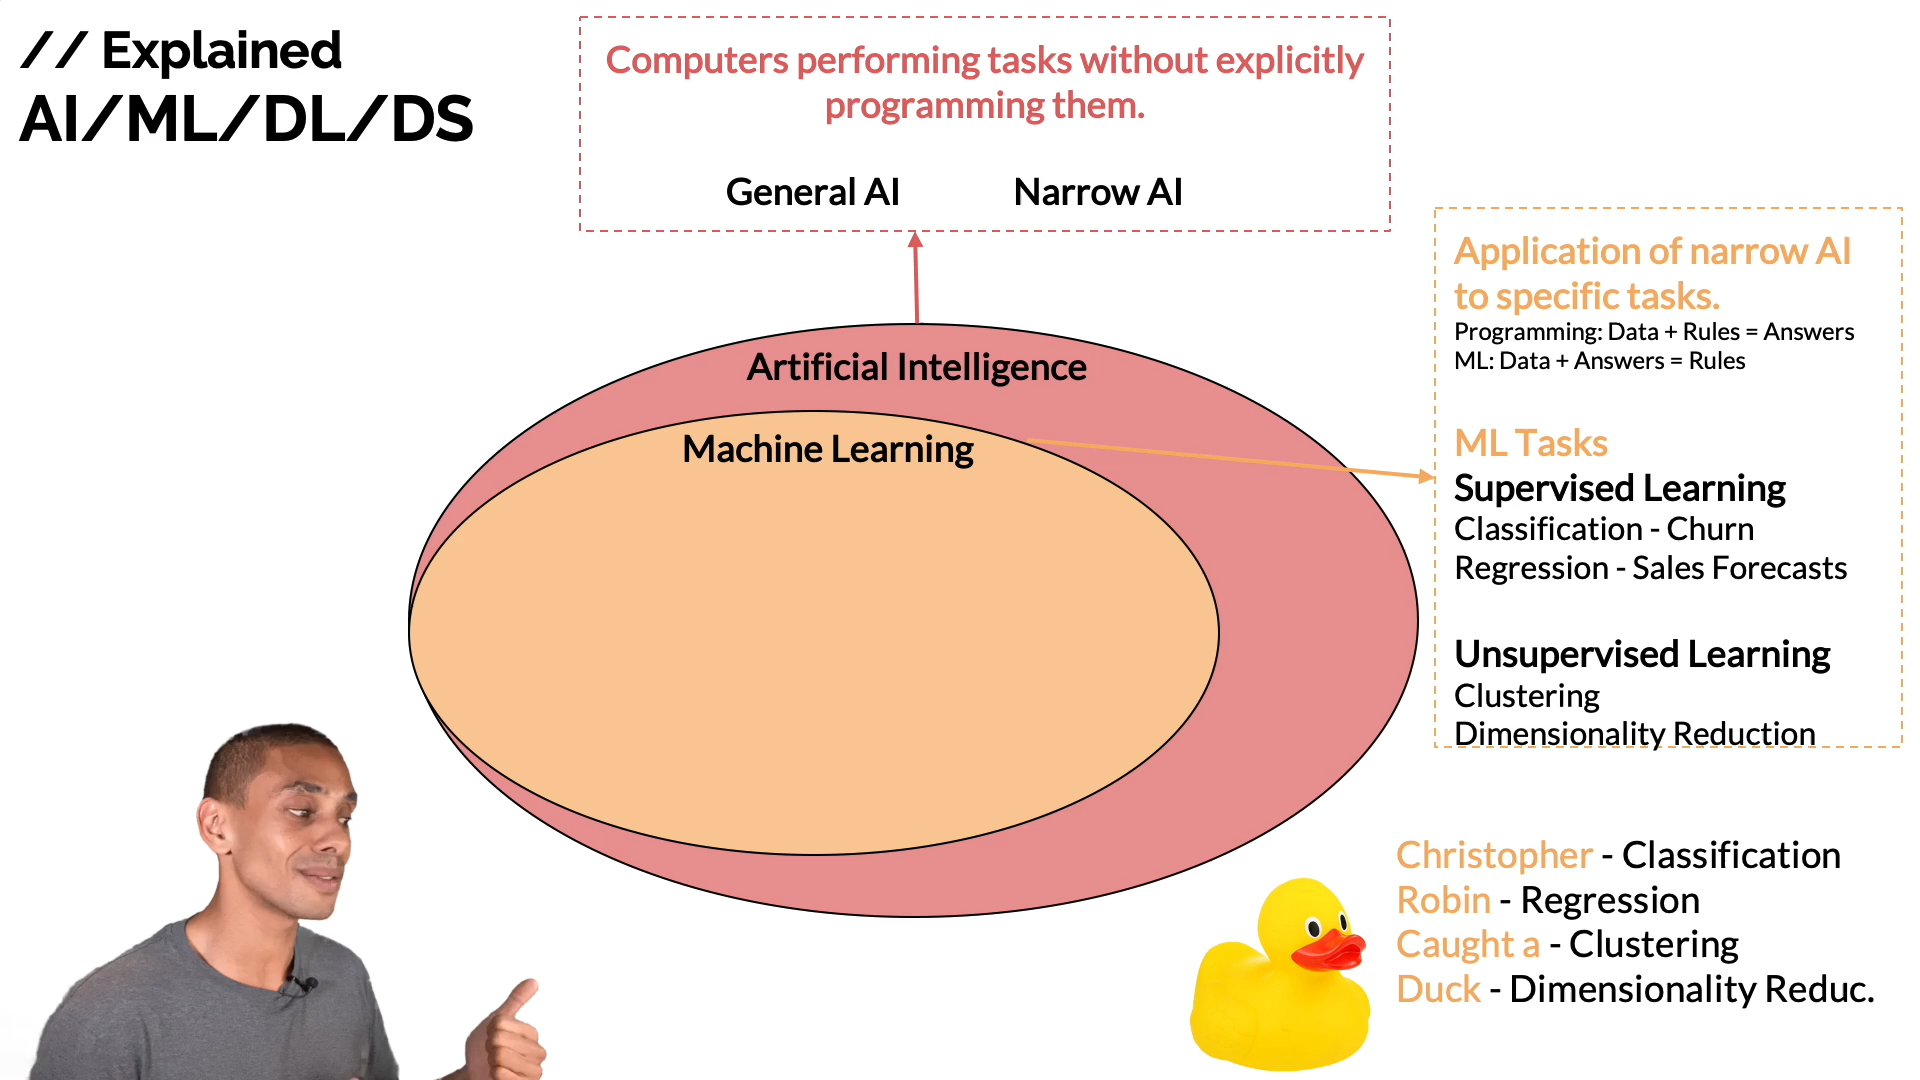 // Explained
AI/ML/DL/DS
Computers performing tasks without explicitly
programming them.
General AI
Narrow AI
Application of narrow AI
to specific tasks.
Programming: Data + Rules = Answers
ML: Data + Answers = Rules
ML Tasks
Supervised Learning
Classification - Churn
Regression - Sales Forecasts
Unsupervised Learning
Clustering
Dimensionality Reduction
Artificial Intelligence
Machine Learning
Christopher - Classification
Robin - Regression
Caught a - Clustering
Duck - Dimensionality Reduc.